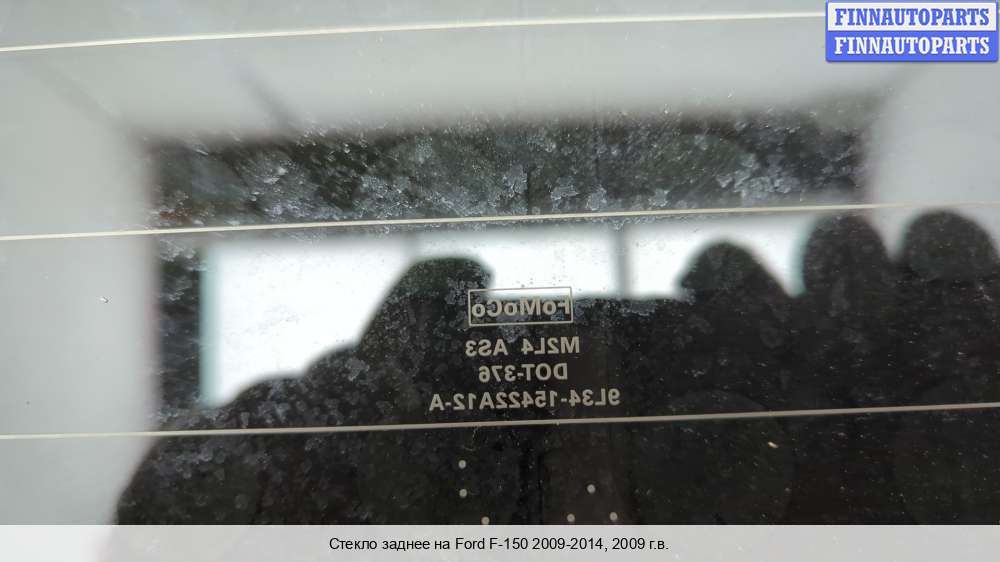 FINNAUTOPARTS
FINNAUTOPARTS
FoMoCo
M2L4 AS3
DOT-376
9L34-15422A12-A
Стекло заднее на Ford F-150 2009-2014, 2009 г.в.